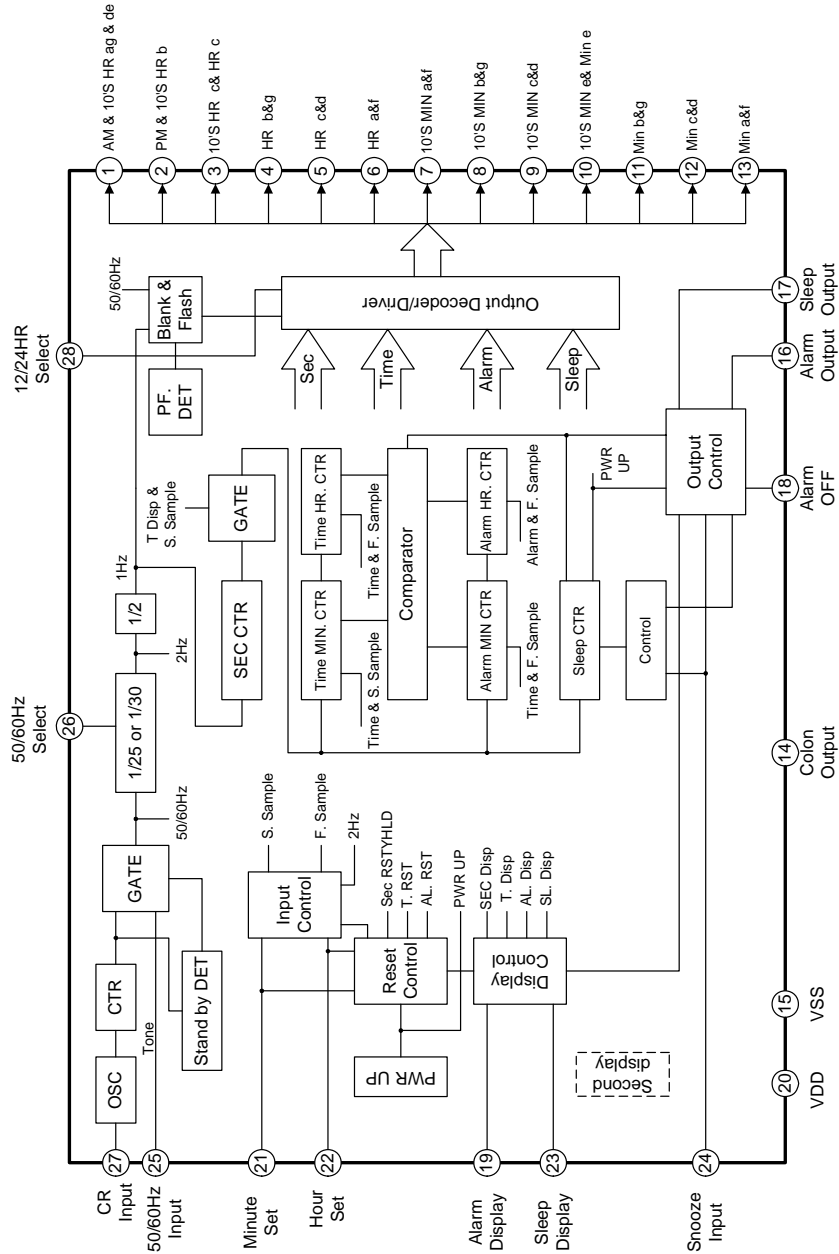 12/24HR
Select
28
50/60Hz
Select
26
CR
Input
27
50/60Hz
Input
25
Minute
Set
21
Hour
Set
22
Alarm
Display
19
Sleep
Display
23
Snooze
Input
24
OSC
CTR
Tone
Stand by DET
GATE
50/60Hz
1/25 or 1/30
2Hz
1/2
1Hz
PF.
DET
Blank &
Flash
50/60Hz
T Disp &
S. Sample
SEC CTR
GATE
Input
Control
S. Sample
F. Sample
2Hz
Reset
Control
Sec RSTYHLD
T. RST
AL. RST
PWR UP
PWR UP
Display
Control
SEC Disp
T. Disp
AL. Disp
SL. Disp
Second
display
Time MIN. CTR
Time HR. CTR
Time & S. Sample
Time & F. Sample
Comparator
Alarm MIN CTR
Alarm HR. CTR
Time & F. Sample
Alarm & F. Sample
Sleep CTR
Control
PWR
UP
Output
Control
Sec
Time
Alarm
Sleep
Output Decoder/Driver
1 AM & 10'S HR ag & de
2 PM & 10'S HR b
3 10'S HR c& HR c
4 HR b&g
5 HR c&d
6 HR a&f
7 10'S MIN a&f
8 10'S MIN b&g
9 10'S MIN c&d
10 10'S MIN e& Min e
11 Min b&g
12 Min c&d
13 Min a&f
20
VDD
15
VSS
14
Colon
Output
18
Alarm
OFF
16
Alarm
Output
17
Sleep
Output